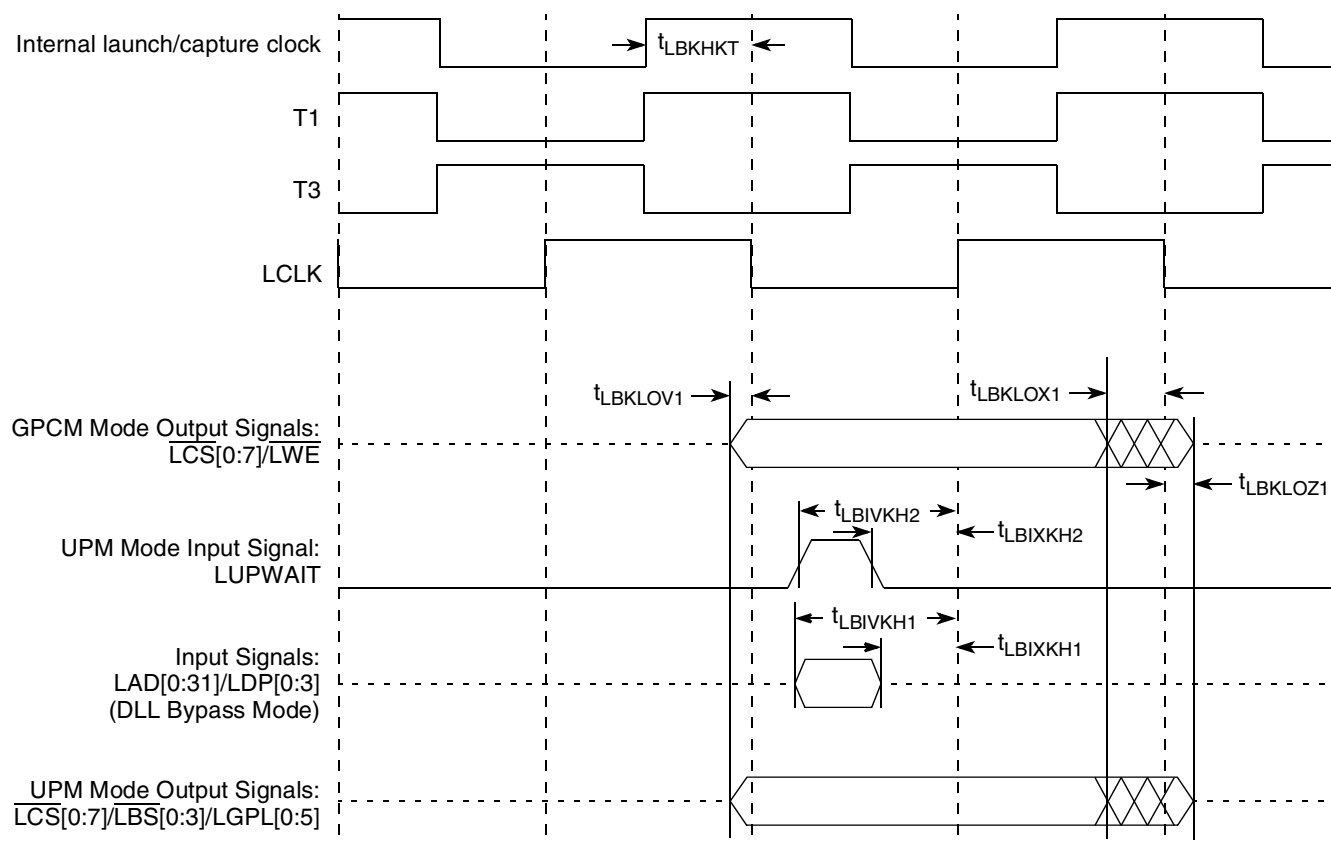 Internal launch/capture clock
tLBKHKT
T1
T3
LCLK
tLBKLOV1
tLBKLOX1
GPCM Mode Output Signals:
LCS[0:7]/LWE
tLBKLOZ1
tLBIVKH2
tLBIXKH2
UPM Mode Input Signal:
LUPWAIT
tLBIVKH1
tLBIXKH1
Input Signals:
LAD[0:31]/LDP[0:3]
(DLL Bypass Mode)
UPM Mode Output Signals:
LCS[0:7]/LBS[0:3]/LGPL[0:5]